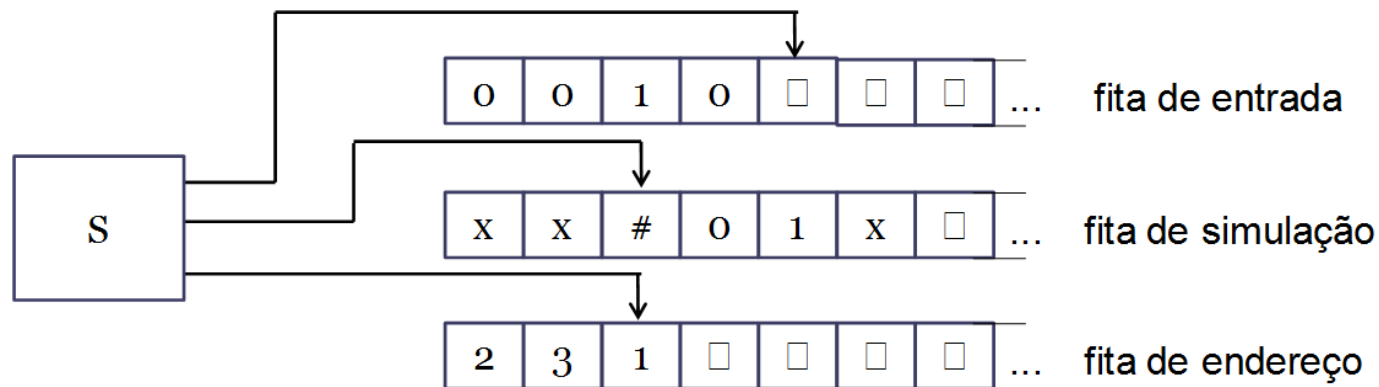 0 0 1 0 □ □ □ ... fita de entrada
S
x x # 0 1 x □ ... fita de simulação
2 3 1 □ □ □ □ ... fita de endereço